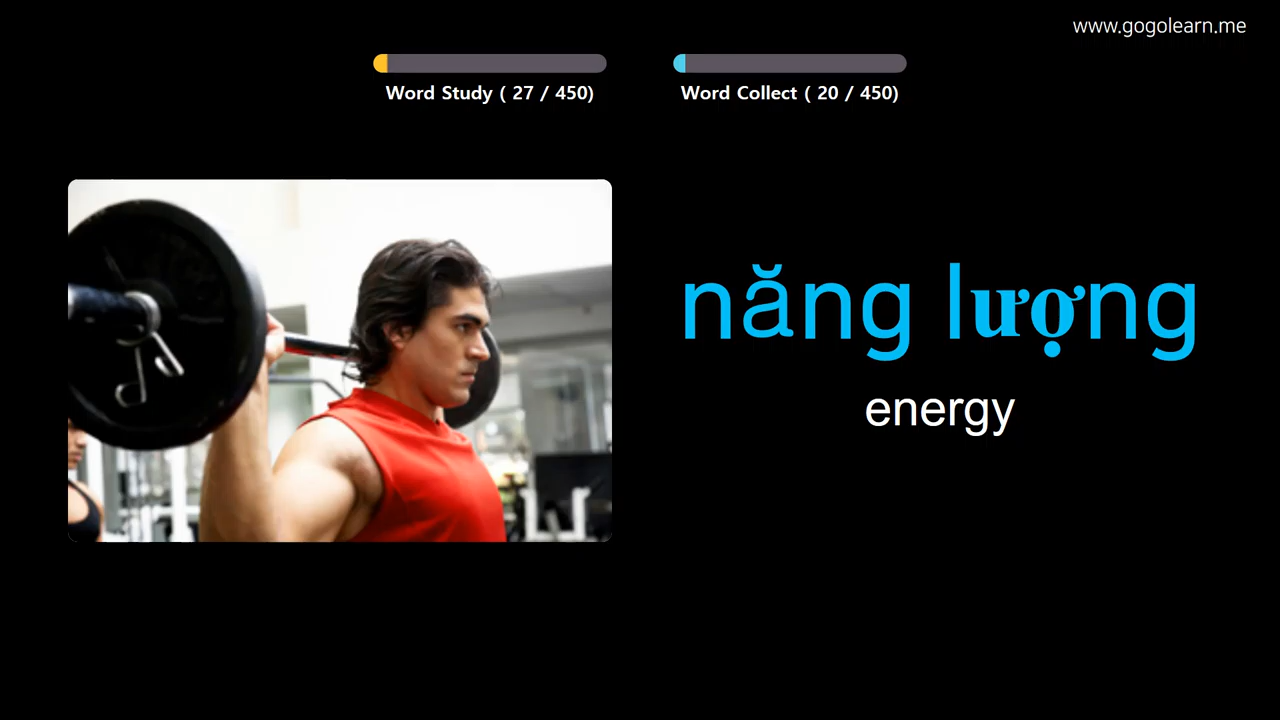 www.gogolearn.me
Word Study ( 27 / 450)
Word Collect ( 20 / 450)
năng lượng
energy